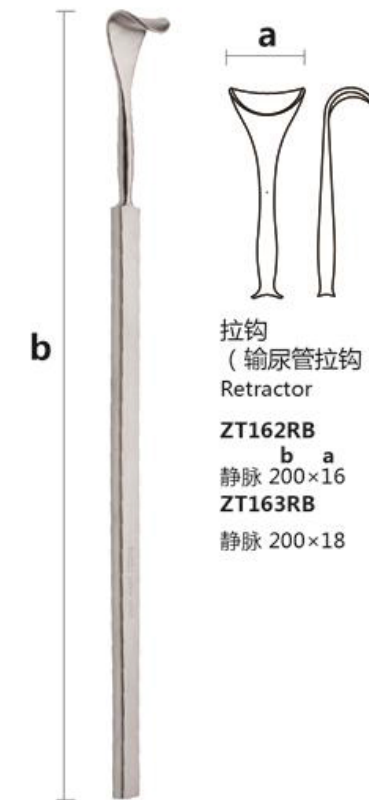 a
b
拉钩
（输尿管拉钩
Retractor
ZT162RB
b a
静脉 200×16
ZT163RB
静脉 200×18